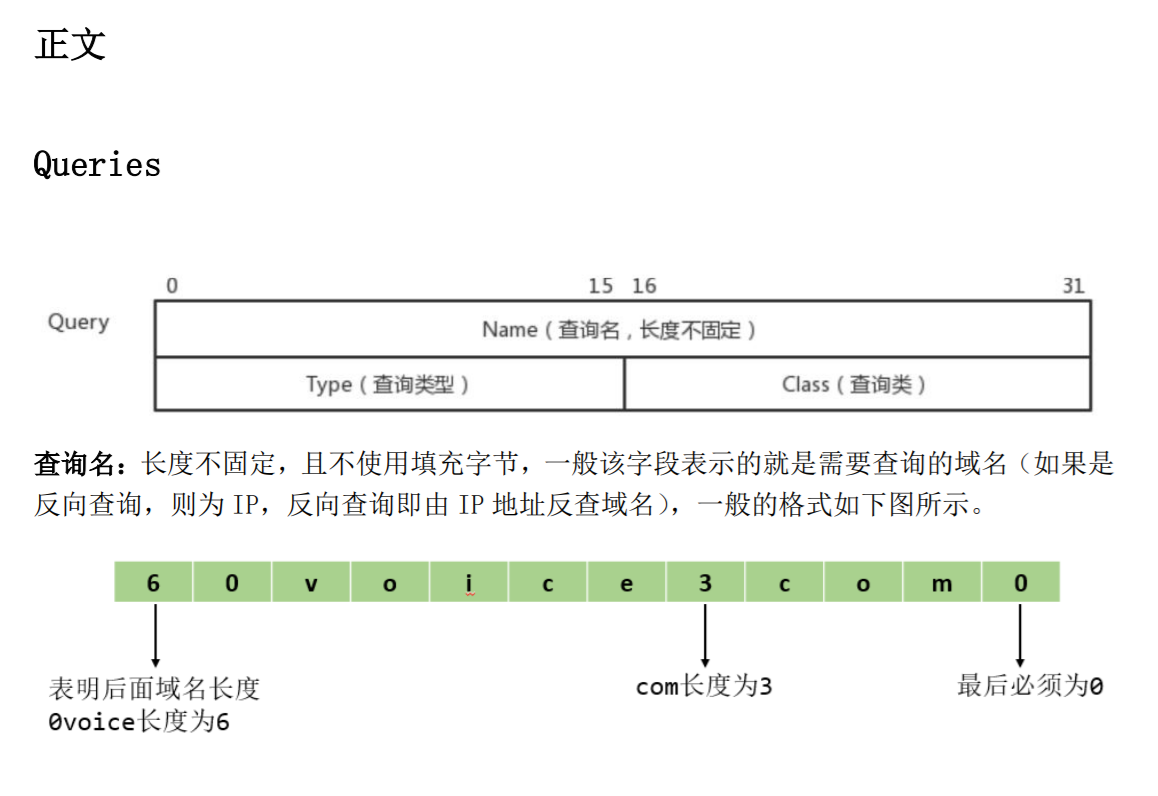 正文
Queries
0 15 16 31
Query
Name（查询名，长度不固定）
Type（查询类型） Class（查询类）
查询名：长度不固定，且不使用填充字节，一般该字段表示的就是需要查询的域名（如果是
反向查询，则为 IP，反向查询即由 IP 地址反查域名），一般的格式如下图所示。
6 0 v o i c e 3 c o m 0
表明后面域名长度
0voice长度为6
com长度为3
最后必须为0